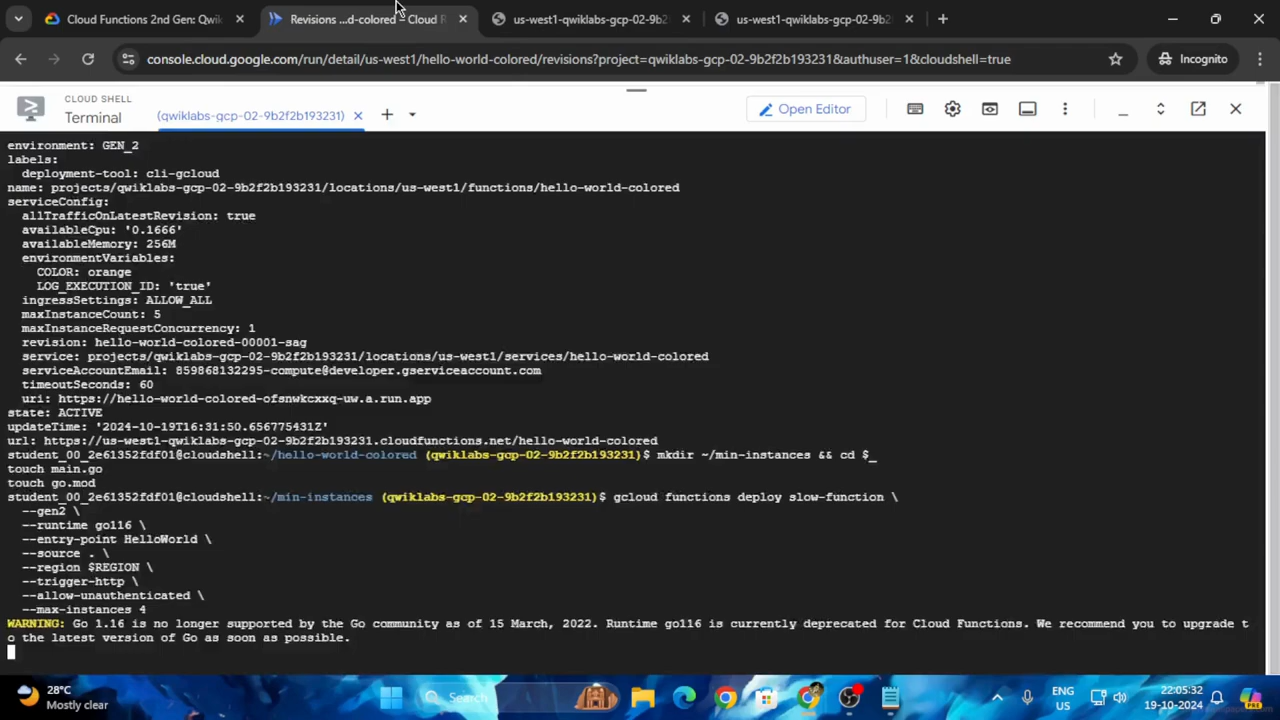 Cloud Functions 2nd Gen: Qwik
Revisions ...d-colored – Cloud R
us-west1-qwiklabs-gcp-02-9b2
us-west1-qwiklabs-gcp-02-9b2
console.cloud.google.com/run/detail/us-west1/hello-world-colored/revisions?project=qwiklabs-gcp-02-9b2f2b193231&authuser=1&cloudshell=true
Incognito
CLOUD SHELL
Terminal
(qwiklabs-gcp-02-9b2f2b193231)
Open Editor
environment: GEN_2
labels:
  deployment-tool: cli-gcloud
name: projects/qwiklabs-gcp-02-9b2f2b193231/locations/us-west1/functions/hello-world-colored
serviceConfig:
  allTrafficOnLatestRevision: true
  availableCpu: '0.1666'
  availableMemory: 256M
  environmentVariables:
    COLOR: orange
    LOG_EXECUTION_ID: 'true'
  ingressSettings: ALLOW_ALL
  maxInstanceCount: 5
  maxInstanceRequestConcurrency: 1
  revision: hello-world-colored-00001-sag
  service: projects/qwiklabs-gcp-02-9b2f2b193231/locations/us-west1/services/hello-world-colored
  serviceAccountEmail: 859868132295-compute@developer.gserviceaccount.com
  timeoutSeconds: 60
  uri: https://hello-world-colored-ofsnwkcxxq-uw.a.run.app
state: ACTIVE
updateTime: '2024-10-19T16:31:50.656775431Z'
url: https://us-west1-qwiklabs-gcp-02-9b2f2b193231.cloudfunctions.net/hello-world-colored
student_00_2e61352fdf01@cloudshell:~/hello-world-colored (qwiklabs-gcp-02-9b2f2b193231)$ mkdir ~/min-instances && cd $_
touch main.go
touch go.mod
student_00_2e61352fdf01@cloudshell:~/min-instances (qwiklabs-gcp-02-9b2f2b193231)$ gcloud functions deploy slow-function \
  --gen2 \
  --runtime go116 \
  --entry-point HelloWorld \
  --source . \
  --region $REGION \
  --trigger-http \
  --allow-unauthenticated \
  --max-instances 4
WARNING: Go 1.16 is no longer supported by the Go community as of 15 March, 2022. Runtime go116 is currently deprecated for Cloud Functions. We recommend you to upgrade t
o the latest version of Go as soon as possible.
28°C
Mostly clear
Search
ENG
US
22:05:32
19-10-2024
PRE